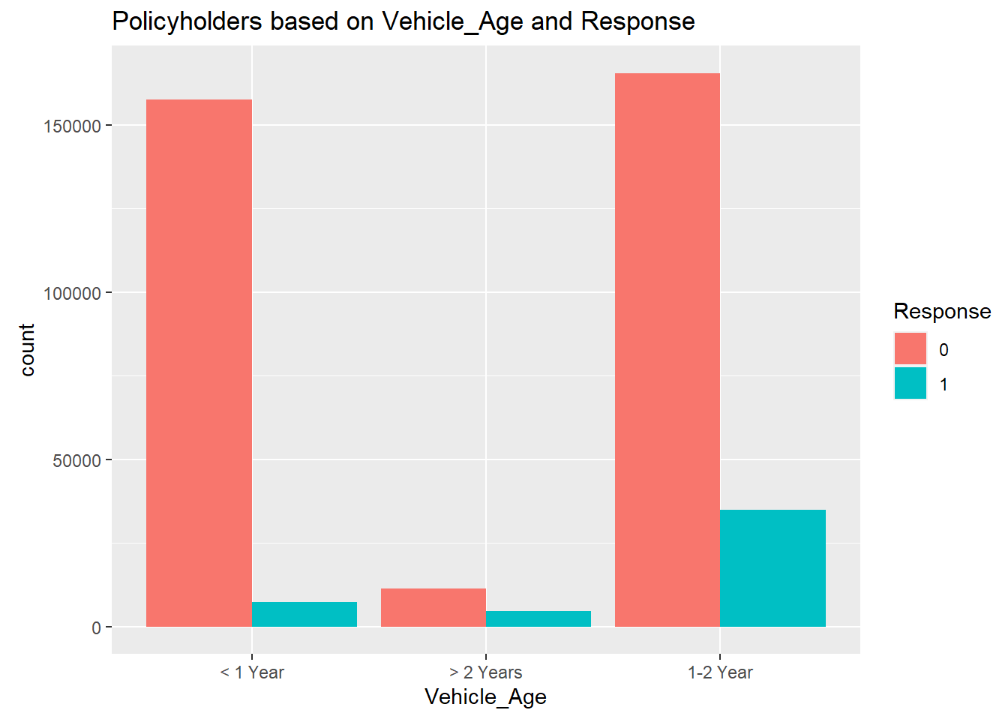 Policyholders based on Vehicle_Age and Response
150000
100000
50000
0
count
< 1 Year
> 2 Years
1-2 Year
Vehicle_Age
Response
0
1